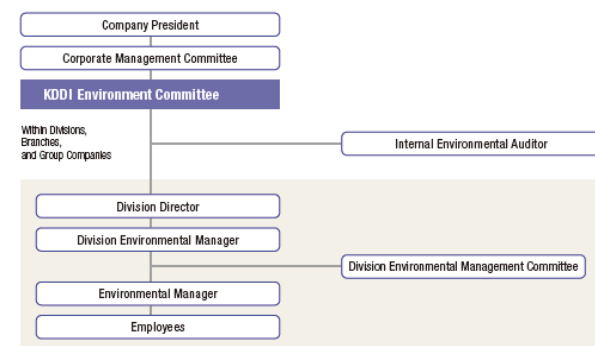 Company President
Corporate Management Committee
KDDI Environment Committee
Within Divisions,
Branches,
and Group Companies
Internal Environmental Auditor
Division Director
Division Environmental Manager
Division Environmental Management Committee
Environmental Manager
Employees